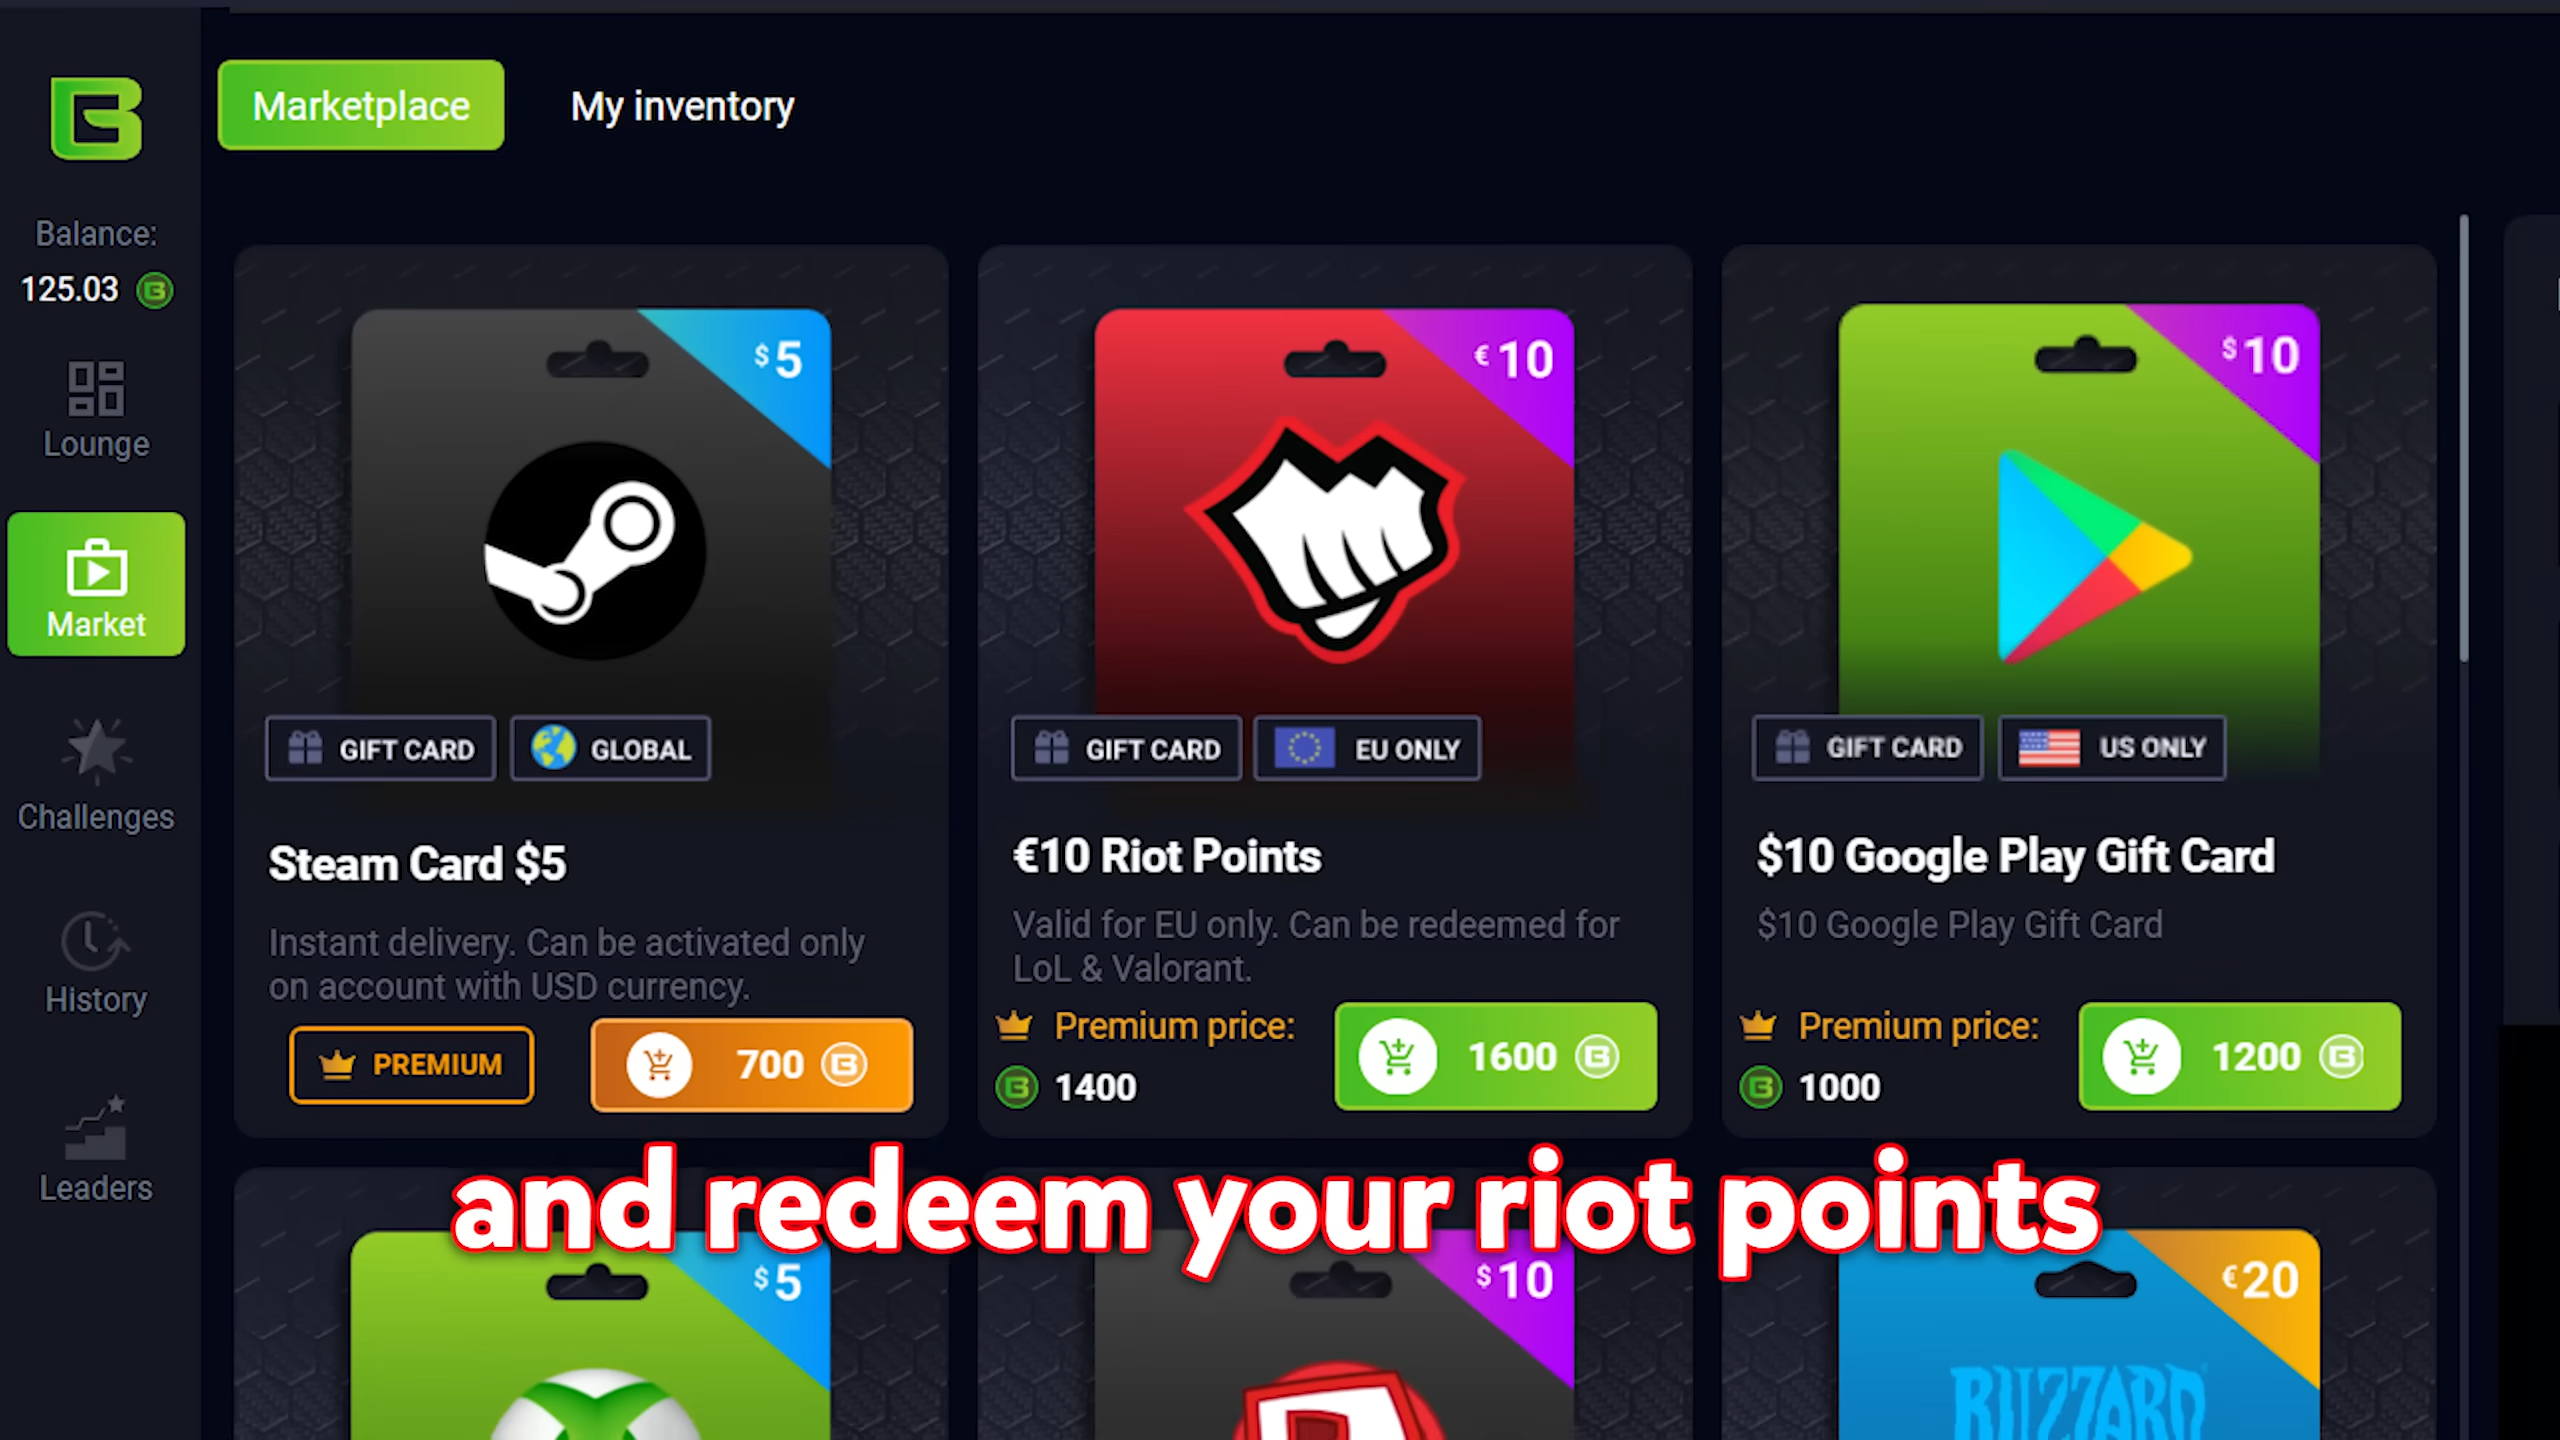 Marketplace
My inventory
Balance:
125.03
Lounge
Market
Challenges
History
Leaders
$5
GIFT CARD
GLOBAL
Steam Card $5
Instant delivery. Can be activated only
on account with USD currency.
PREMIUM
700
€10
GIFT CARD
EU ONLY
€10 Riot Points
Valid for EU only. Can be redeemed for
LoL & Valorant.
Premium price:
1400
1600
$10
GIFT CARD
US ONLY
$10 Google Play Gift Card
$10 Google Play Gift Card
Premium price:
1000
1200
and redeem your riot points
$5
$10
€20
BLIZZARD